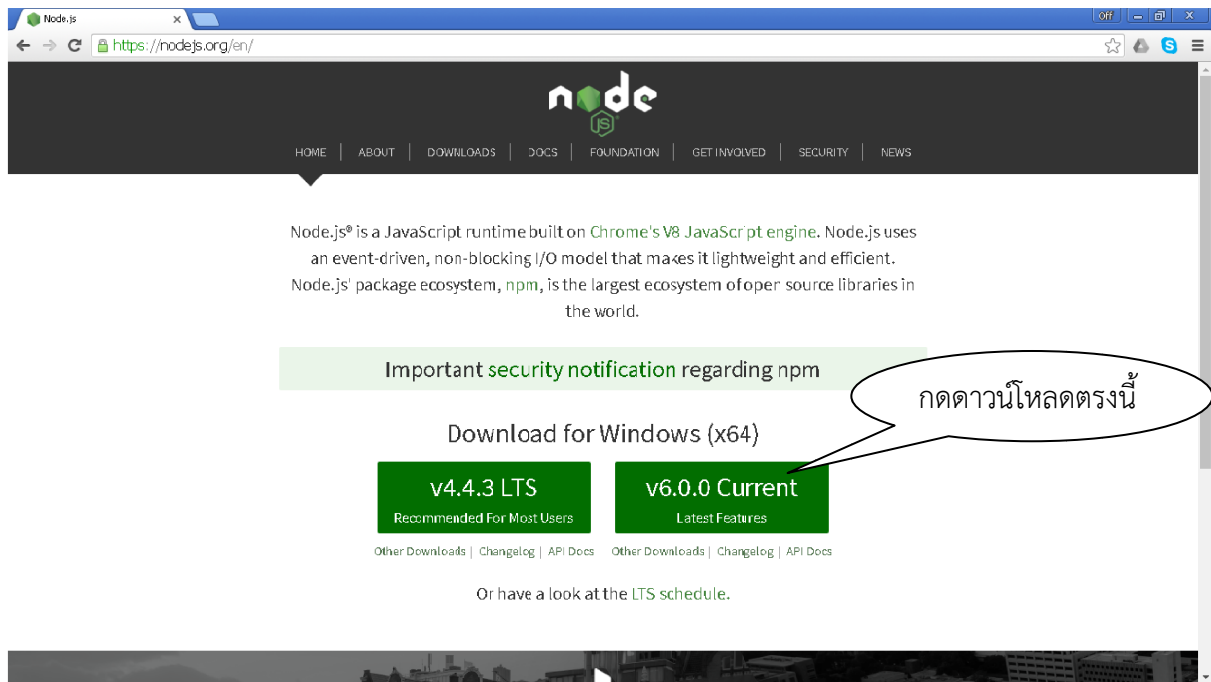 Node.js
Off
https://nodejs.org/en/
node
JS
HOME | ABOUT | DOWNLOADS | DOCS | FOUNDATION | GET INVOLVED | SECURITY | NEWS
Node.js® is a JavaScript runtime built on Chrome's V8 JavaScript engine. Node.js uses
an event-driven, non-blocking I/O model that makes it lightweight and efficient.
Node.js' package ecosystem, npm, is the largest ecosystem of open source libraries in
the world.
Important security notification regarding npm
กดดาวน์โหลดตรงนี้
Download for Windows (x64)
v4.4.3 LTS
Recommended For Most Users
v6.0.0 Current
Latest Features
Other Downloads | Changelog | API Docs
Other Downloads | Changelog | API Docs
Or have a look at the LTS schedule.